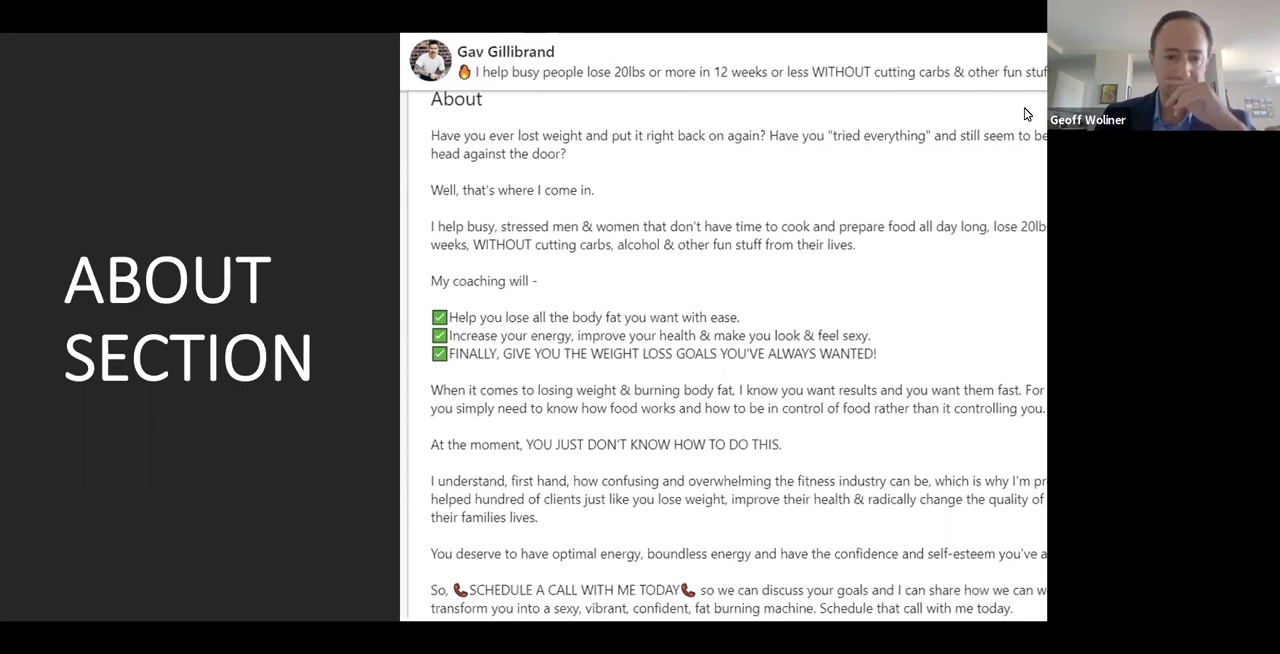 Gav Gillibrand
🔥 I help busy people lose 20lbs or more in 12 weeks or less WITHOUT cutting carbs & other fun stuf
Geoff Woliner
ABOUT
SECTION
About
Have you ever lost weight and put it right back on again? Have you "tried everything" and still seem to be
head against the door?
Well, that's where I come in.
I help busy, stressed men & women that don't have time to cook and prepare food all day long, lose 20lb
weeks, WITHOUT cutting carbs, alcohol & other fun stuff from their lives.
My coaching will -
✅Help you lose all the body fat you want with ease.
✅Increase your energy, improve your health & make you look & feel sexy.
✅FINALLY, GIVE YOU THE WEIGHT LOSS GOALS YOU'VE ALWAYS WANTED!
When it comes to losing weight & burning body fat, I know you want results and you want them fast. For
you simply need to know how food works and how to be in control of food rather than it controlling you.
At the moment, YOU JUST DON'T KNOW HOW TO DO THIS.
I understand, first hand, how confusing and overwhelming the fitness industry can be, which is why I'm pr
helped hundred of clients just like you lose weight, improve their health & radically change the quality of
their families lives.
You deserve to have optimal energy, boundless energy and have the confidence and self-esteem you've a
So, 📞SCHEDULE A CALL WITH ME TODAY📞 so we can discuss your goals and I can share how we can w
transform you into a sexy, vibrant, confident, fat burning machine. Schedule that call with me today.